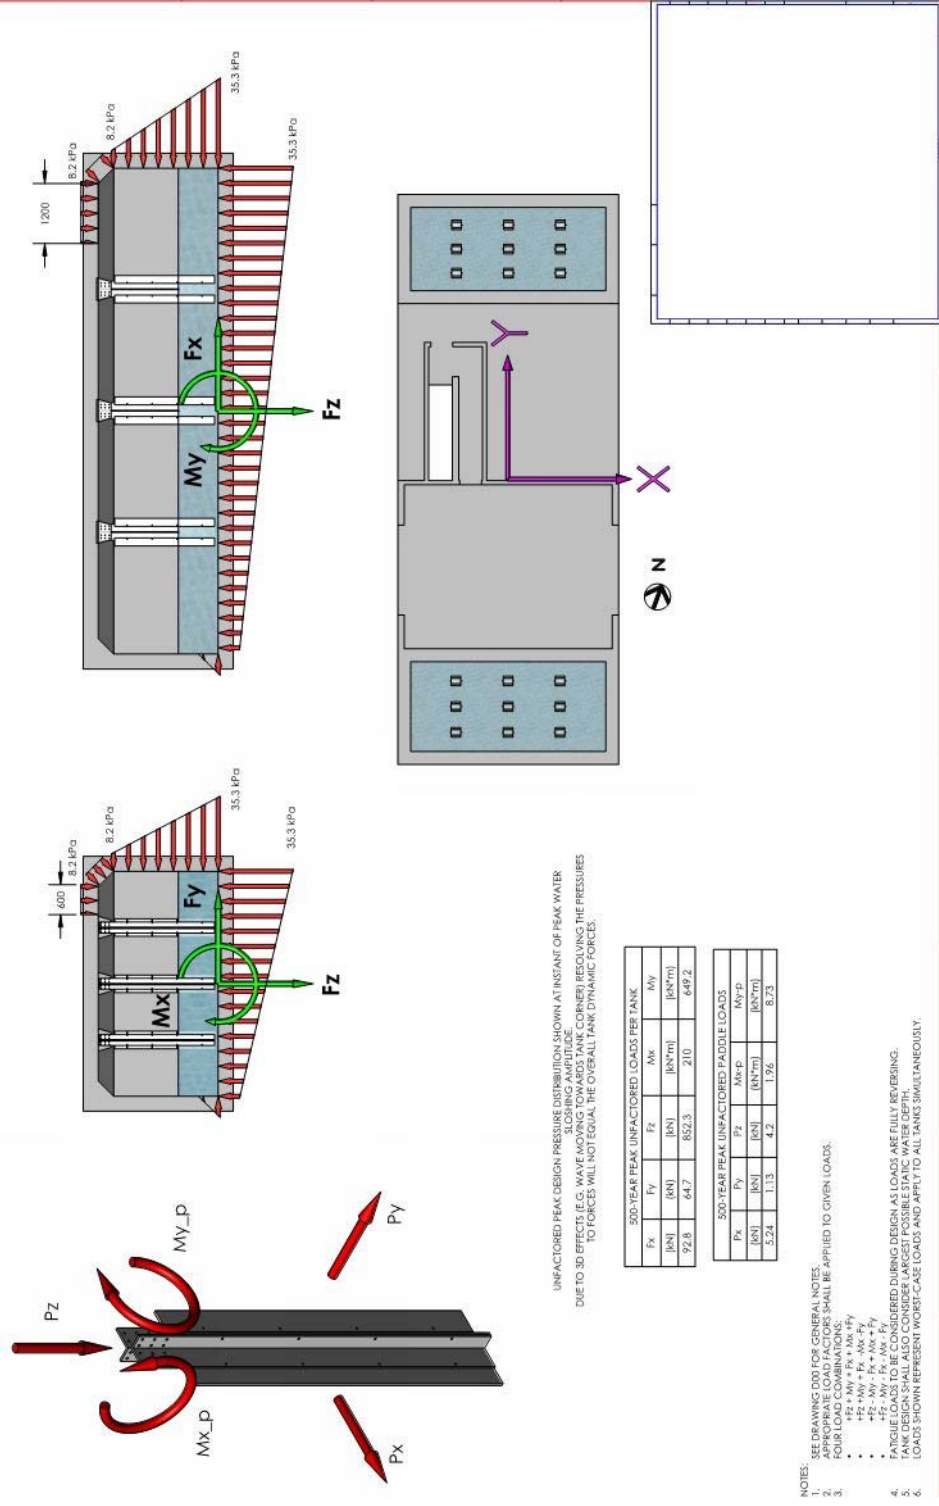 Pz
Mx_p
My_p
Px
Py
600
8.2 kPa
8.2 kPa
35.3 kPa
35.3 kPa
Mx
Fy
Fz
1200
8.2 kPa
8.2 kPa
35.3 kPa
35.3 kPa
My
Fx
Fz
UNFACTORED PEAK DESIGN PRESSURE DISTRIBUTION SHOWN AT INSTANT OF PEAK WATER
SLOSHING AMPLITUDE.
DUE TO 3D EFFECTS (E.G. WAVE MOVING TOWARDS TANK CORNER) RESOLVING THE PRESSURES
TO FORCES WILL NOT EQUAL THE OVERALL TANK DYNAMIC FORCES.
500-YEAR PEAK UNFACTORED LOADS PER TANK
Fx Fy Fz Mx My
(kN) (kN) (kN) (kN*m) (kN*m)
92.8 64.7 852.3 210 649.2
500-YEAR PEAK UNFACTORED PADDLE LOADS
Px Py Pz Mx-p My-p
(kN) (kN) (kN) (kN*m) (kN*m)
5.24 1.13 4.2 1.96 8.73
N
X
Y
NOTES:
1. SEE DRAWING D00 FOR GENERAL NOTES.
2. APPROPRIATE LOAD FACTORS SHALL BE APPLIED TO GIVEN LOADS.
3. FOUR LOAD COMBINATIONS:
• +Fz + My + Fx + Mx +Fy
• +Fz +My + Fx -Mx -Fy
• +Fz - My - Fx + Mx + Fy
• +Fz - My - Fx - Mx - Fy
4. FATIGUE LOADS TO BE CONSIDERED DURING DESIGN AS LOADS ARE FULLY REVERSING.
5. TANK DESIGN SHALL ALSO CONSIDER LARGEST POSSIBLE STATIC WATER DEPTH.
6. LOADS SHOWN REPRESENT WORST-CASE LOADS AND APPLY TO ALL TANKS SIMULTANEOUSLY.